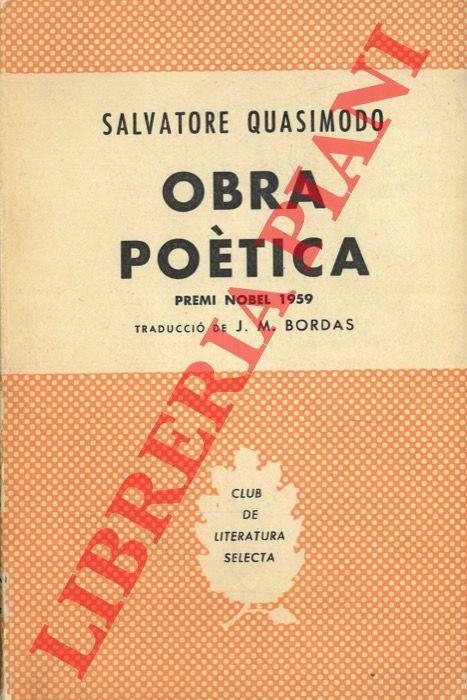 SALVATORE QUASIMODO
OBRA
POÈTICA
PREMI NOBEL 1959
TRADUCCIÓ DE J. M. BORDAS
CLUB
DE
LITERATURA
SELECTA
LIBRERIA PIANI